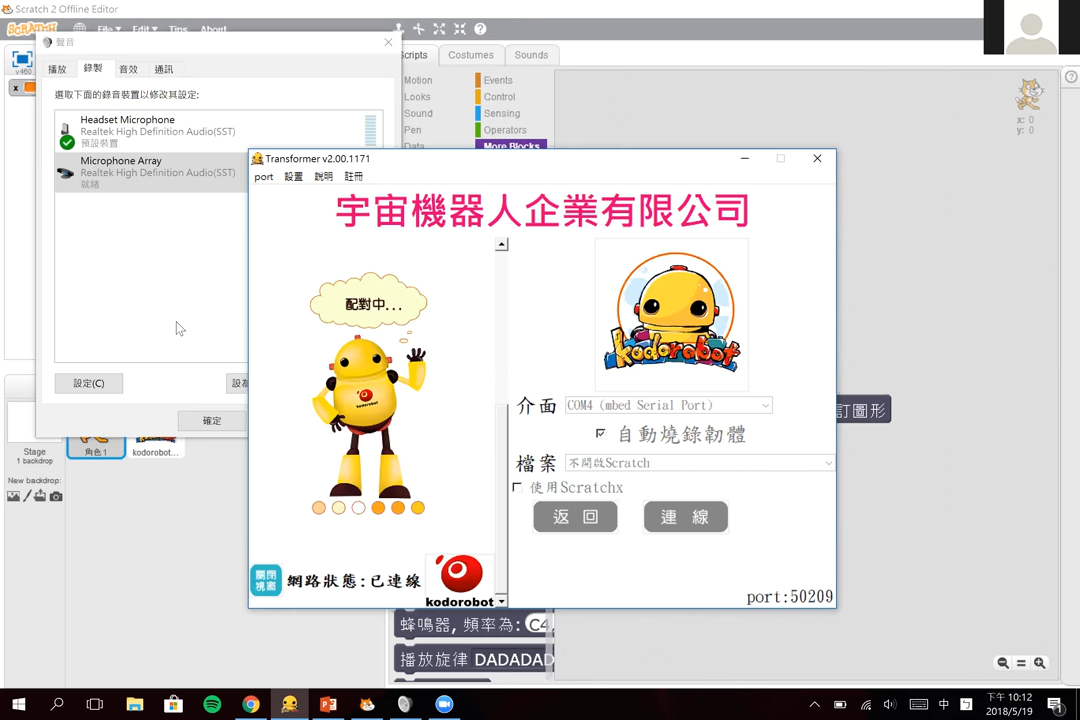 Scratch 2 Offline Editor
SCRATCH File Edit Tips About
v460
x
聲音
播放 錄製 音效 通訊
選取下面的錄音裝置以修改其設定:
Headset Microphone
Realtek High Definition Audio(SST)
預設裝置
Microphone Array
Realtek High Definition Audio(SST)
就緒
設定(C)
確定
Scripts Costumes Sounds
Motion Events
Looks Control
Sound Sensing
Pen Operators
Data More Blocks
x: 0
y: 0
Transformer v2.00.1171
port 設置 說明 註冊
宇宙機器人企業有限公司
配對中...
kodorobot
kodorobot
介面 COM4 (mbed Serial Port)
自動燒錄韌體
檔案 不開啟Scratch
使用Scratchx
返 回 連 線
關閉視窗
網路狀態:已連線
kodorobot
port:50209
訂圖形
Stage
1 backdrop
New backdrop:
角色1 kodorobot...
蜂鳴器, 頻率為: C4
播放旋律 DADADAD
中
下午 10:12
2018/5/19
1